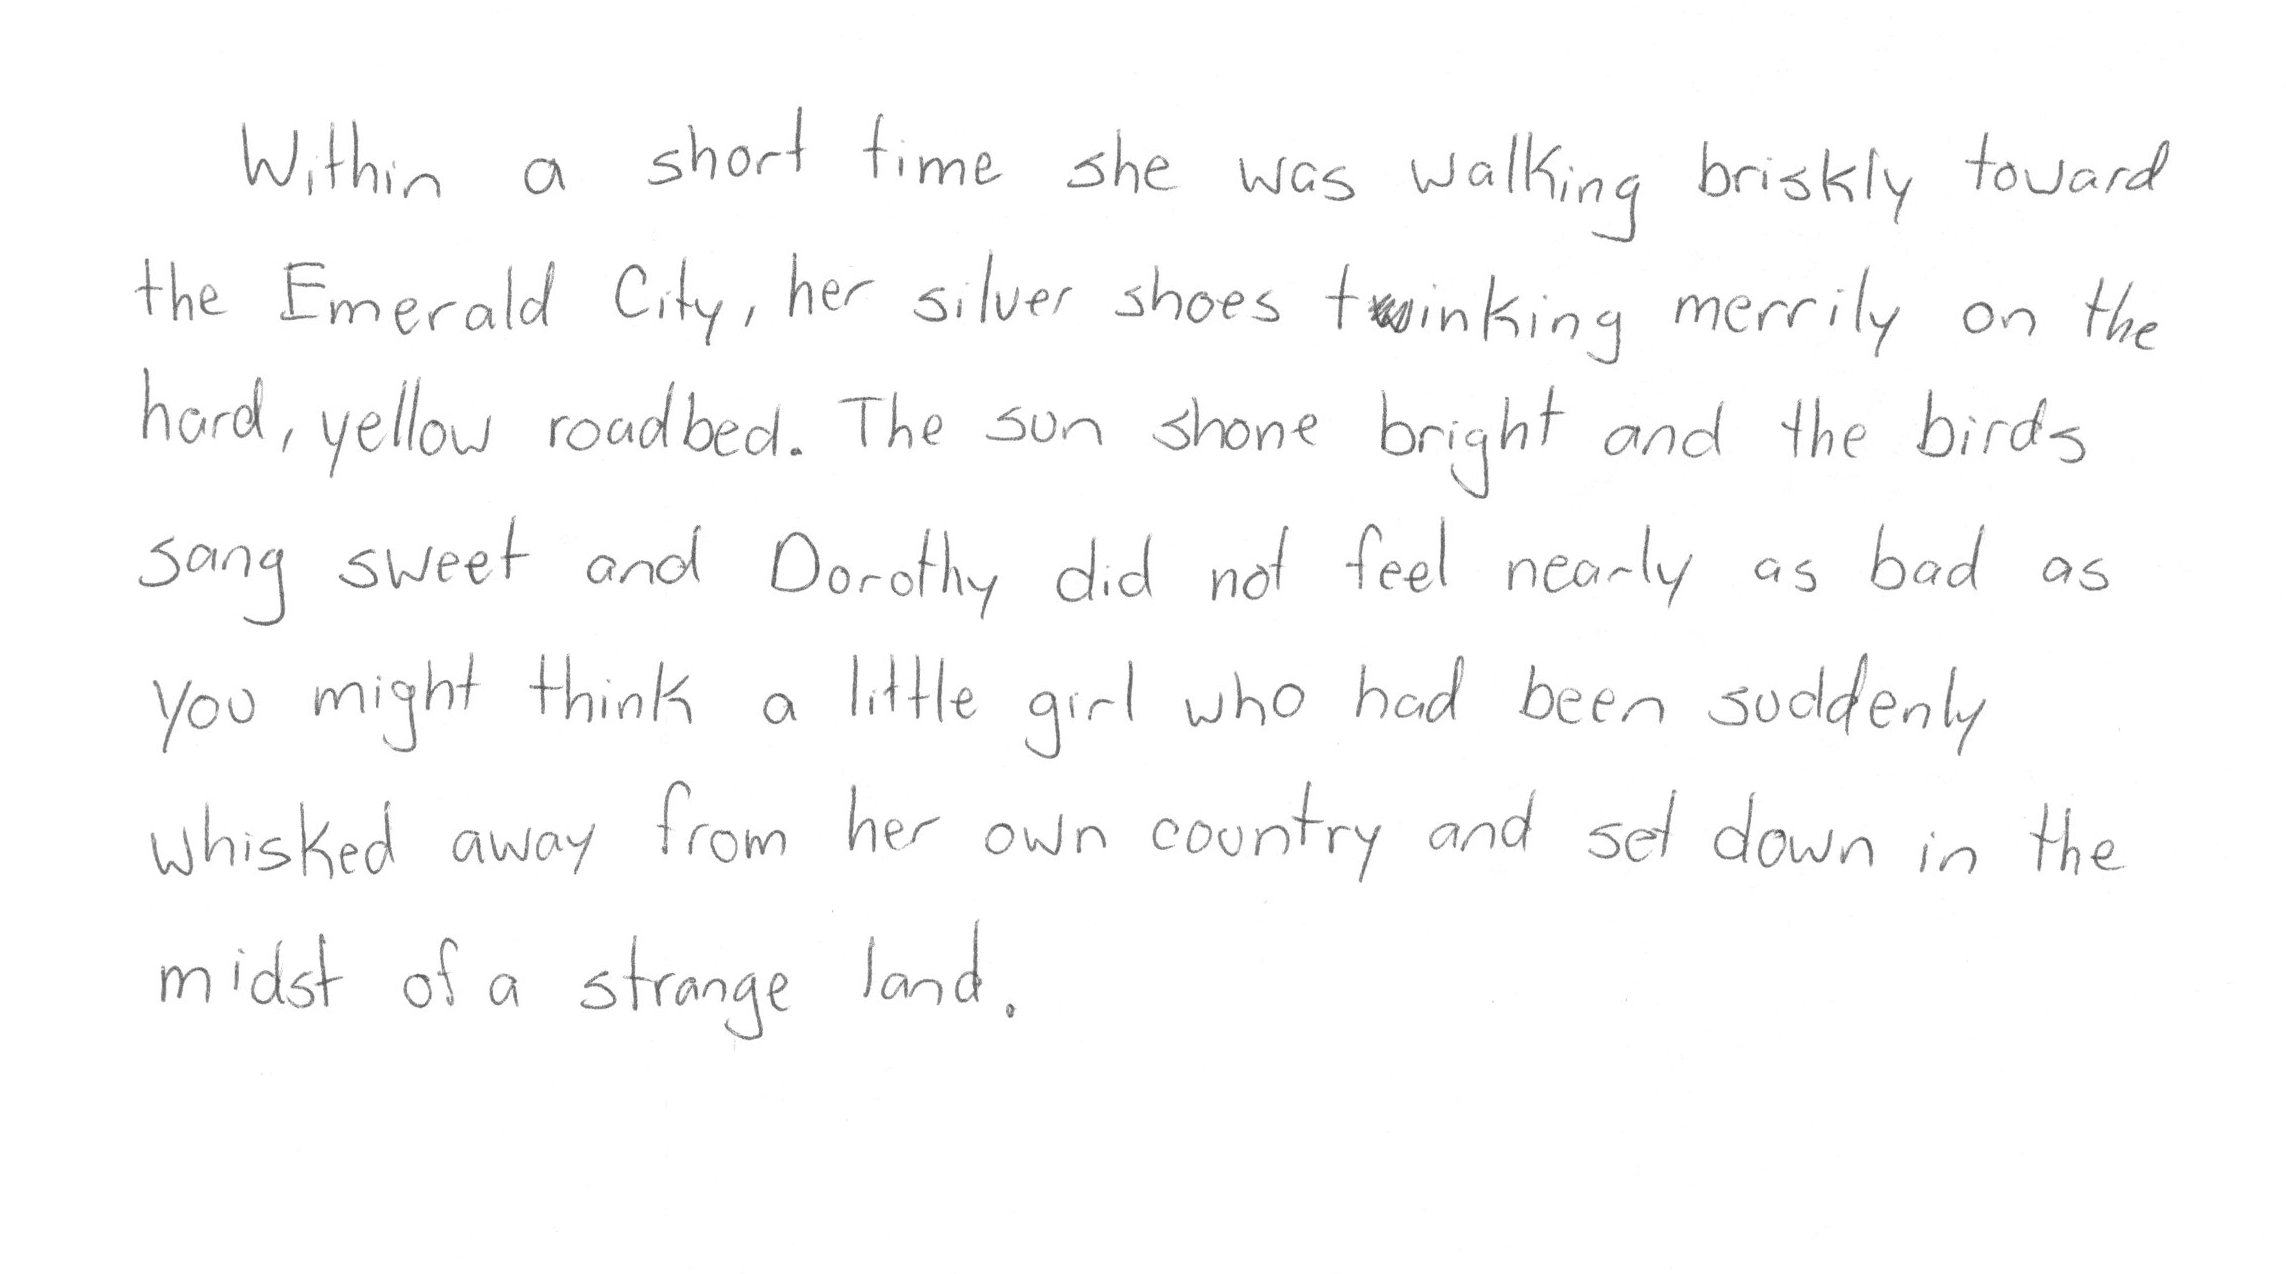 Within a short time she was walking briskly toward
the Emerald City, her silver shoes twinking merrily on the
hard, yellow roadbed. The sun shone bright and the birds
sang sweet and Dorothy did not feel nearly as bad as
you might think a little girl who had been suddenly
whisked away from her own country and set down in the
midst of a strange land.